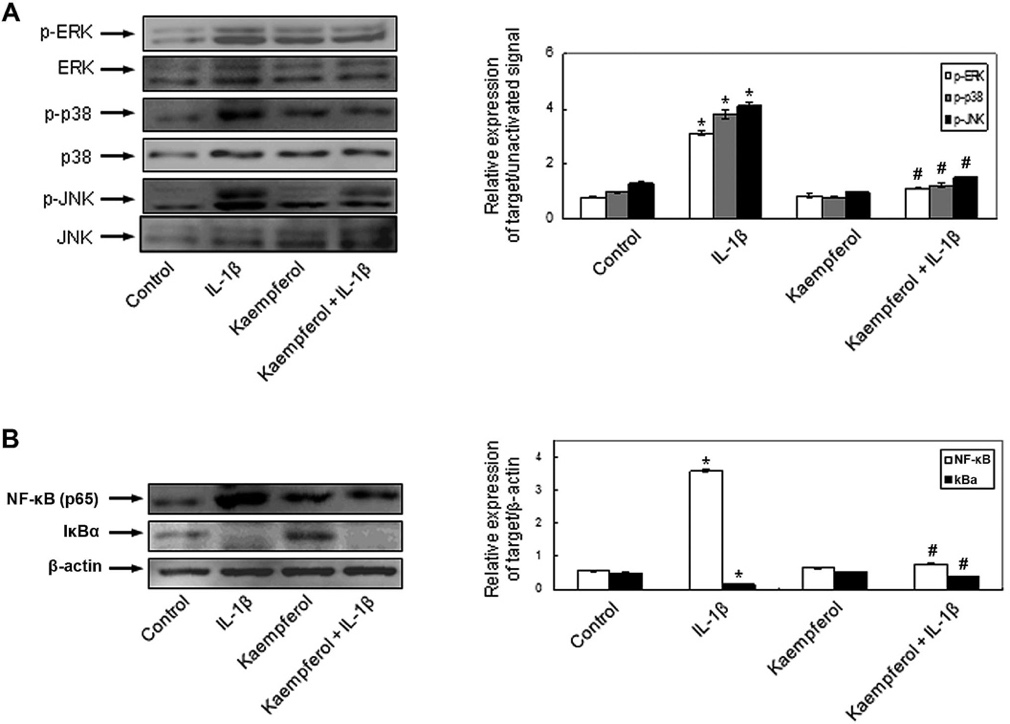 A
p-ERK
ERK
p-p38
p38
p-JNK
JNK
Control
IL-1β
Kaempferol
Kaempferol + IL-1β
Relative expression
of target/unactivated signal
6
4
2
0
* * *
# # #
p-ERK
p-p38
p-JNK
Control
IL-1β
Kaempferol
Kaempferol + IL-1β
B
NF-κB (p65)
IκBα
β-actin
Control
IL-1β
Kaempferol
Kaempferol + IL-1β
Relative expression
of target/β-actin
4
3
2
1
0
*
*
# #
NF-κB
kBa
Control
IL-1β
Kaempferol
Kaempferol + IL-1β